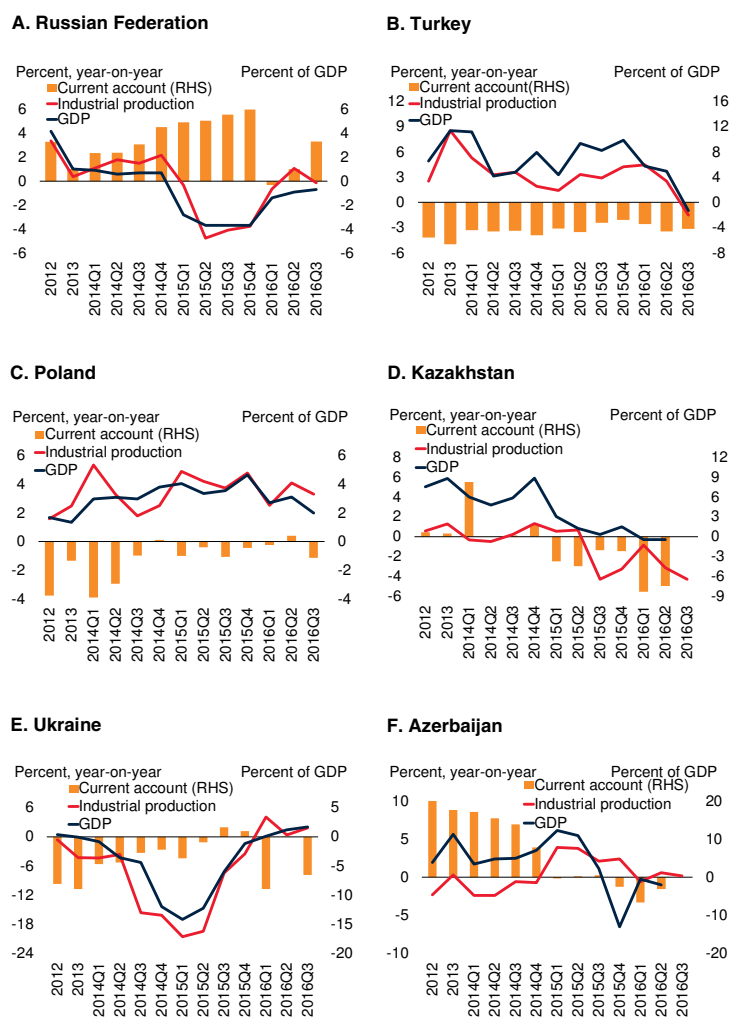 A. Russian Federation
Percent, year-on-year
Percent of GDP
Current account (RHS)
Industrial production
GDP
6
4
2
0
-2
-4
-6
6
4
2
0
-2
-4
-6
2012
2013
2014Q1
2014Q2
2014Q3
2014Q4
2015Q1
2015Q2
2015Q3
2015Q4
2016Q1
2016Q2
2016Q3
B. Turkey
Percent, year-on-year
Percent of GDP
Current account(RHS)
Industrial production
GDP
12
9
6
3
0
-3
-6
16
12
8
4
0
-4
-8
2012
2013
2014Q1
2014Q2
2014Q3
2014Q4
2015Q1
2015Q2
2015Q3
2015Q4
2016Q1
2016Q2
2016Q3
C. Poland
Percent, year-on-year
Percent of GDP
Current account (RHS)
Industrial production
GDP
6
4
2
0
-2
-4
6
4
2
0
-2
-4
2012
2013
2014Q1
2014Q2
2014Q3
2014Q4
2015Q1
2015Q2
2015Q3
2015Q4
2016Q1
2016Q2
2016Q3
D. Kazakhstan
Percent, year-on-year
Percent of GDP
Current account (RHS)
Industrial production
GDP
8
6
4
2
0
-2
-4
-6
12
9
6
3
0
-3
-6
-9
2012
2013
2014Q1
2014Q2
2014Q3
2014Q4
2015Q1
2015Q2
2015Q3
2015Q4
2016Q1
2016Q2
2016Q3
E. Ukraine
Percent, year-on-year
Percent of GDP
Current account (RHS)
Industrial production
GDP
6
0
-6
-12
-18
-24
5
0
-5
-10
-15
-20
2012
2013
2014Q1
2014Q2
2014Q3
2014Q4
2015Q1
2015Q2
2015Q3
2015Q4
2016Q1
2016Q2
2016Q3
F. Azerbaijan
Percent, year-on-year
Percent of GDP
Current account (RHS)
Industrial production
GDP
10
5
0
-5
-10
20
10
0
-10
-20
2012
2013
2014Q1
2014Q2
2014Q3
2014Q4
2015Q1
2015Q2
2015Q3
2015Q4
2016Q1
2016Q2
2016Q3